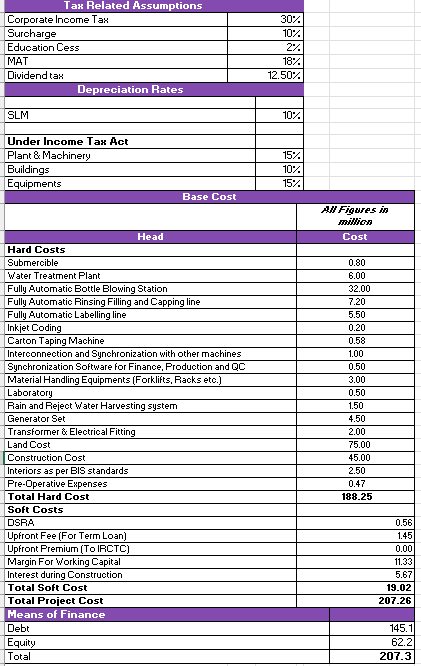 Tax Related Assumptions
Corporate Income Tax 30%
Surcharge 10%
Education Cess 2%
MAT 18%
Dividend tax 12.50%
Depreciation Rates
SLM 10%
Under Income Tax Act
Plant & Machinery 15%
Buildings 10%
Equipments 15%
Base Cost
All Figures in
million
Head Cost
Hard Costs
Submercible 0.80
Water Treatment Plant 6.00
Fully Automatic Bottle Blowing Station 32.00
Fully Automatic Rinsing Filling and Capping line 7.20
Fully Automatic Labelling line 5.50
Inkjet Coding 0.20
Carton Taping Machine 0.58
Interconnection and Synchronization with other machines 1.00
Synchronization Software for Finance, Production and QC 0.50
Material Handling Equipments (Forklifts, Racks etc.) 3.00
Laboratory 0.50
Rain and Reject Water Harvesting system 1.50
Generator Set 4.50
Transformer & Electrical Fitting 2.00
Land Cost 75.00
Construction Cost 45.00
Interiors as per BIS standards 2.50
Pre-Operative Expenses 0.47
Total Hard Cost 188.25
Soft Costs
DSRA 0.56
Upfront Fee (For Term Loan) 1.45
Upfront Premium (To IRCTC) 0.00
Margin For Working Capital 11.33
Interest during Construction 5.67
Total Soft Cost 19.02
Total Project Cost 207.26
Means of Finance
Debt 145.1
Equity 62.2
Total 207.3